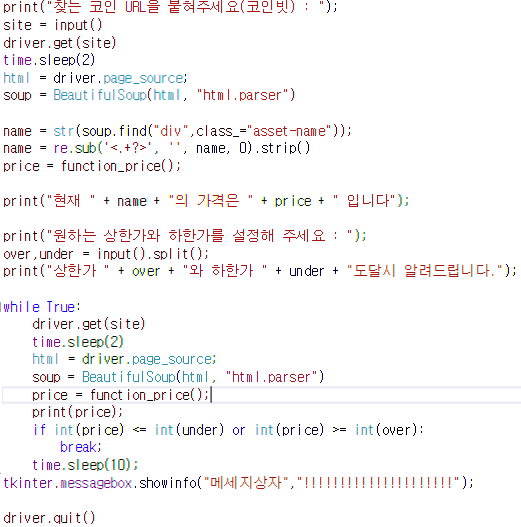 print("찾는 코인 URL을 붙혀주세요(코인빗) : ");
site = input()
driver.get(site)
time.sleep(2)
html = driver.page_source;
soup = BeautifulSoup(html, "html.parser")
name = str(soup.find("div",class_="asset-name"));
name = re.sub('<.+?>', '', name, 0).strip()
price = function_price();
print("현재 " + name + "의 가격은 " + price + " 입니다");
print("원하는 상한가와 하한가를 설정해 주세요 : ");
over,under = input().split();
print("상한가 " + over + "와 하한가 " + under + "도달시 알려드립니다.");
while True:
    driver.get(site)
    time.sleep(2)
    html = driver.page_source;
    soup = BeautifulSoup(html, "html.parser")
    price = function_price();
    print(price);
    if int(price) <= int(under) or int(price) >= int(over):
        break;
    time.sleep(10);
tkinter.messagebox.showinfo("메세지상자","!!!!!!!!!!!!!!!!!!!!!");
driver.quit()